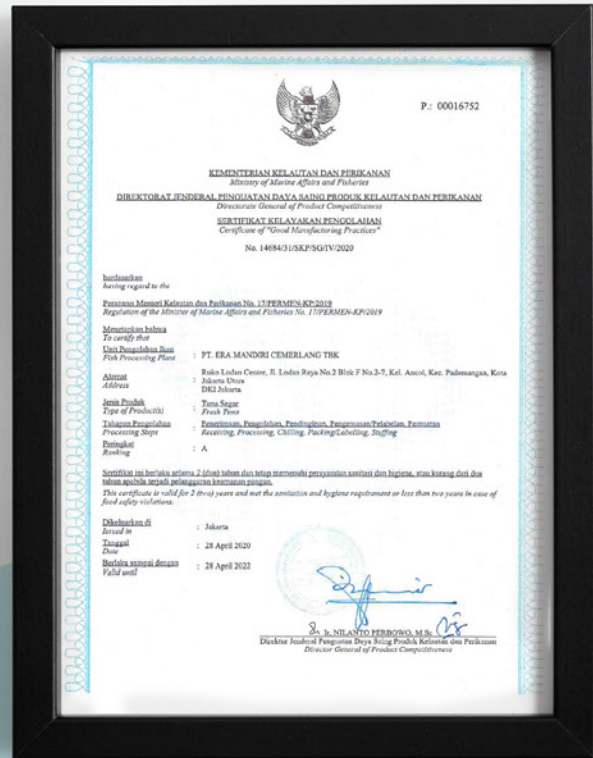 P.: 00016752
KEMENTERIAN KELAUTAN DAN PERIKANAN
Ministry of Marine Affairs and Fisheries
DIREKTORAT JENDERAL PENGUATAN DAYA SAING PRODUK KELAUTAN DAN PERIKANAN
Directorate General of Product Competitiveness
SERTIFIKAT KELAYAKAN PENGOLAHAN
Certificate of "Good Manufacturing Practices"
No. 14684/31/SKP/SG/IV/2020
berdasarkan
having regard to the
Peraturan Menteri Kelautan dan Perikanan No. 17/PERMEN-KP/2019
Regulation of the Minister of Marine Affairs and Fisheries No. 17/PERMEN-KP/2019
Menetapkan bahwa
To certify that
Unit Pengolahan Ikan : PT. ERA MANDIRI CEMERLANG TBK
Fish Processing Plant
Alamat : Ruko Lodan Center, Jl. Lodan Raya No.2 Blok F No.2-7, Kel. Ancol, Kec. Pademangan, Kota
Address Jakarta Utara
DKI Jakarta
Jenis Produk : Tuna Segar
Type of Product(s) Fresh Tuna
Tahapan Pengolahan : Penerimaan, Pengolahan, Pendinginan, Pengemasan/Pelabelan, Pemuatan
Processing Steps Receiving, Processing, Chilling, Packing/Labelling, Stuffing
Peringkat : A
Ranking
Sertifikat ini berlaku selama 2 (dua) tahun dan tetap memenuhi persyaratan sanitasi dan higiene, atau kurang dari dua
tahun apabila terjadi pelanggaran keamanan pangan.
This certificate is valid for 2 (two) years and met the sanitation and hygiene requirement or less than two years in case of
food safety violations.
Dikeluarkan di : Jakarta
Issued in
Tanggal : 28 April 2020
Date
Berlaku sampai dengan : 28 April 2022
Valid until
Ir. NILANTO PERBOWO, M.Sc
Direktur Jenderal Penguatan Daya Saing Produk Kelautan dan Perikanan
Director General of Product Competitiveness